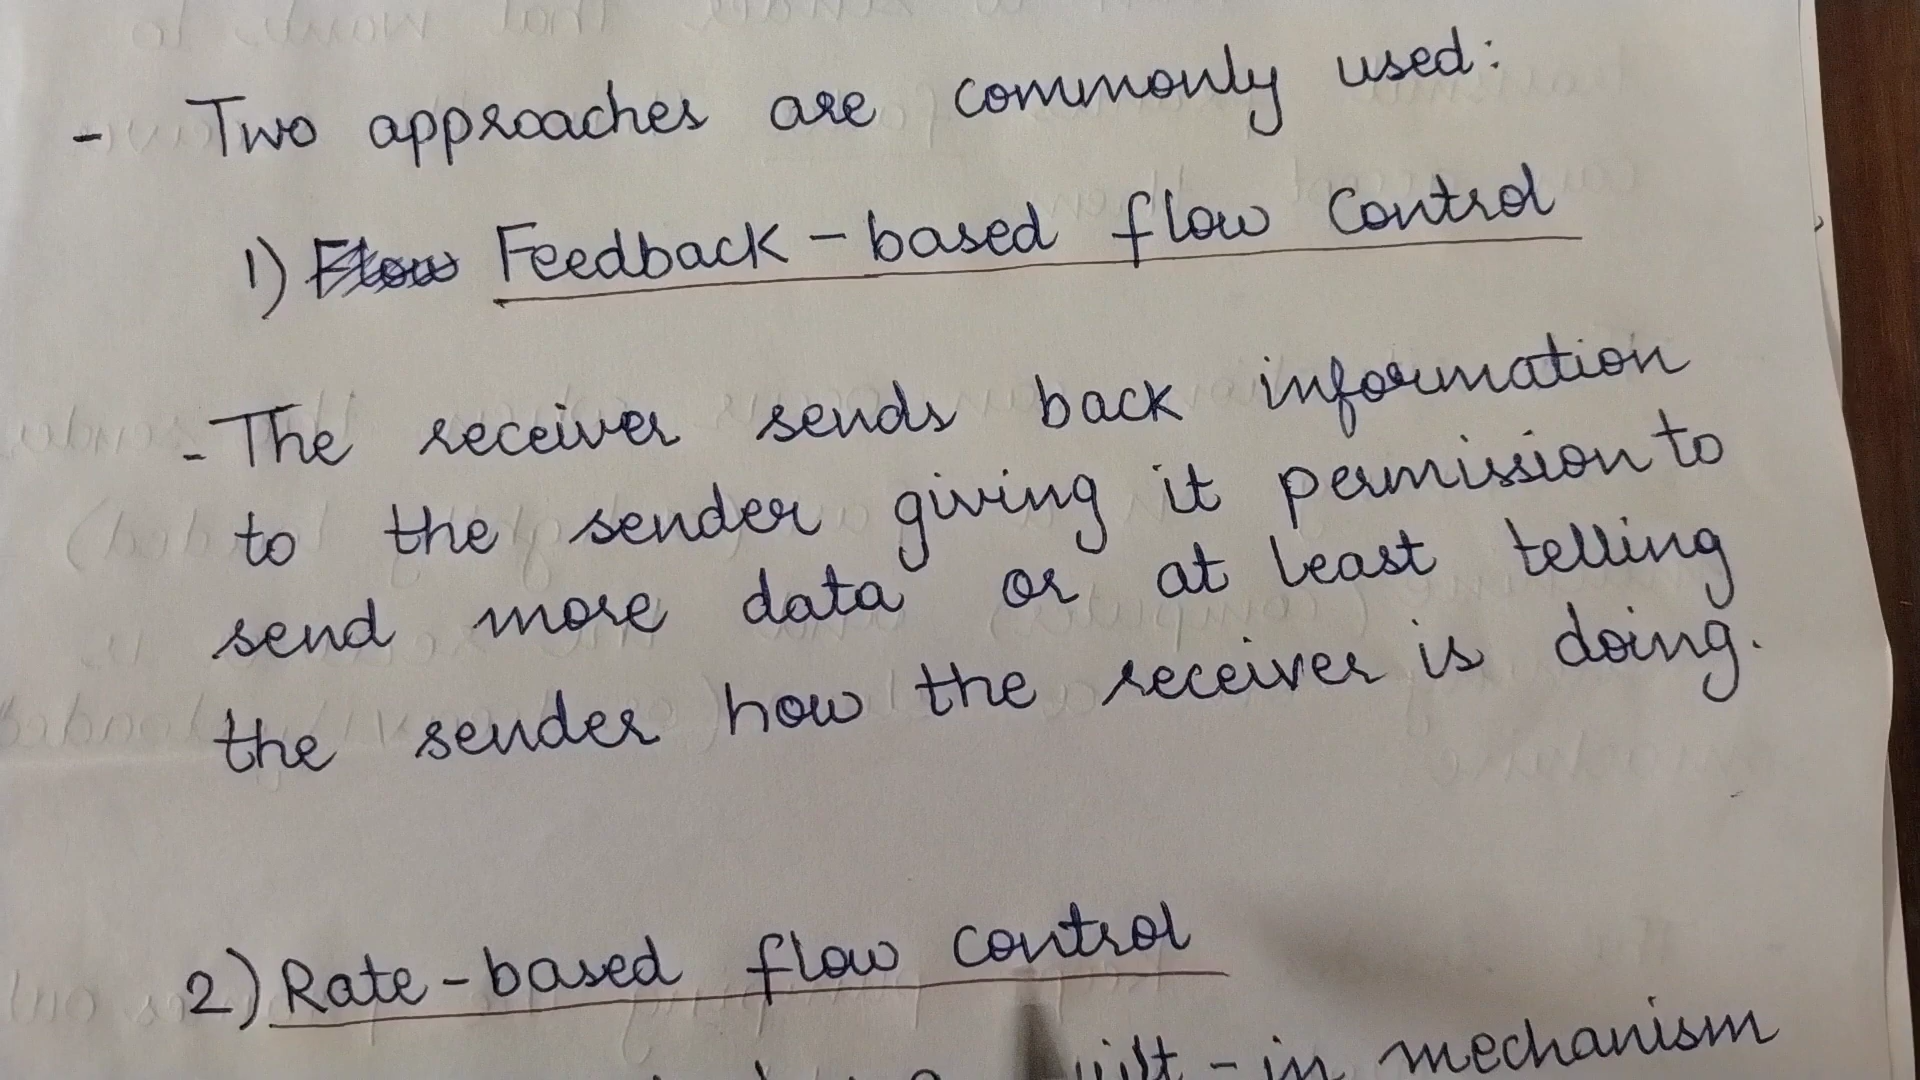 - Two approaches are commonly used:
1) Flow Feedback-based flow control
- The receiver sends back information
to the sender giving it permission to
send more data or at least telling
the sender how the receiver is doing.
2) Rate-based flow control
built-in mechanism